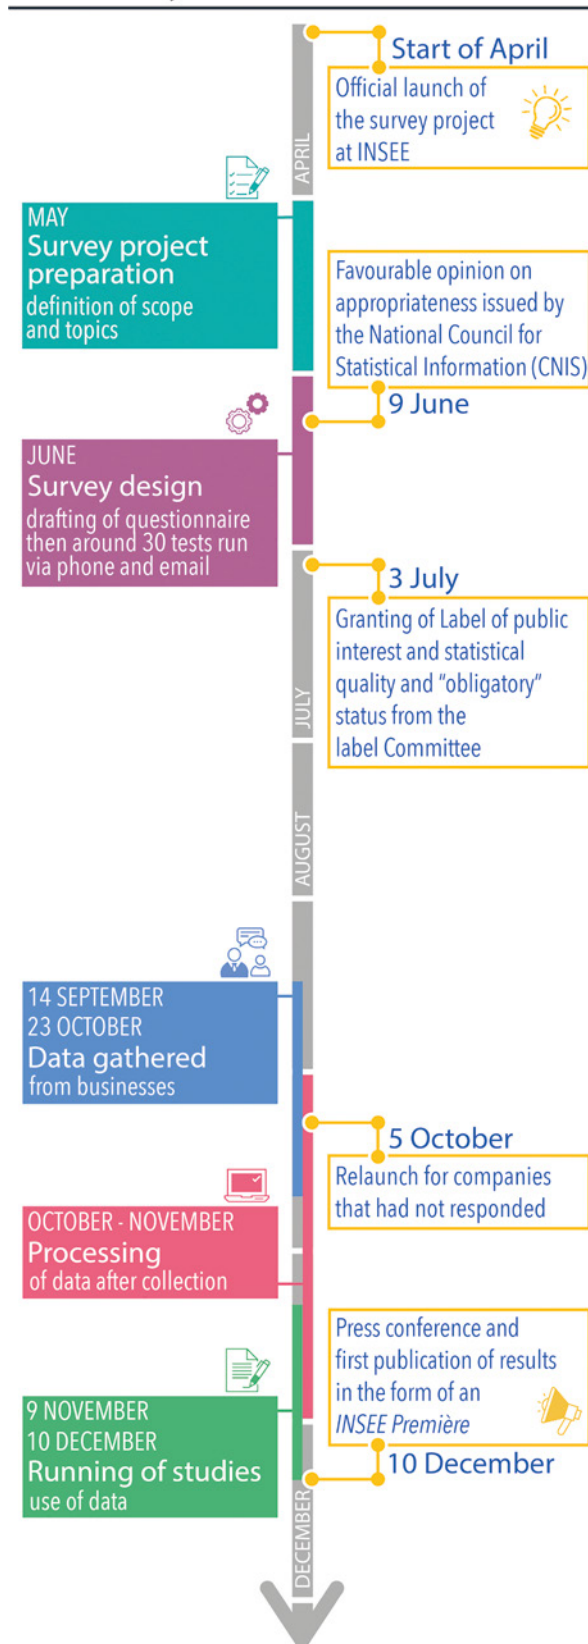 Start of April
Official launch of
the survey project
at INSEE
APRIL
MAY
Survey project
preparation
definition of scope
and topics
Favourable opinion on
appropriateness issued by
the National Council for
Statistical Information (CNIS)
9 June
JUNE
Survey design
drafting of questionnaire
then around 30 tests run
via phone and email
3 July
Granting of Label of public
interest and statistical
quality and “obligatory”
status from the
label Committee
JULY
AUGUST
14 SEPTEMBER
23 OCTOBER
Data gathered
from businesses
5 October
Relaunch for companies
that had not responded
OCTOBER - NOVEMBER
Processing
of data after collection
Press conference and
first publication of results
in the form of an
INSEE Première
10 December
9 NOVEMBER
10 DECEMBER
Running of studies
use of data
DECEMBER